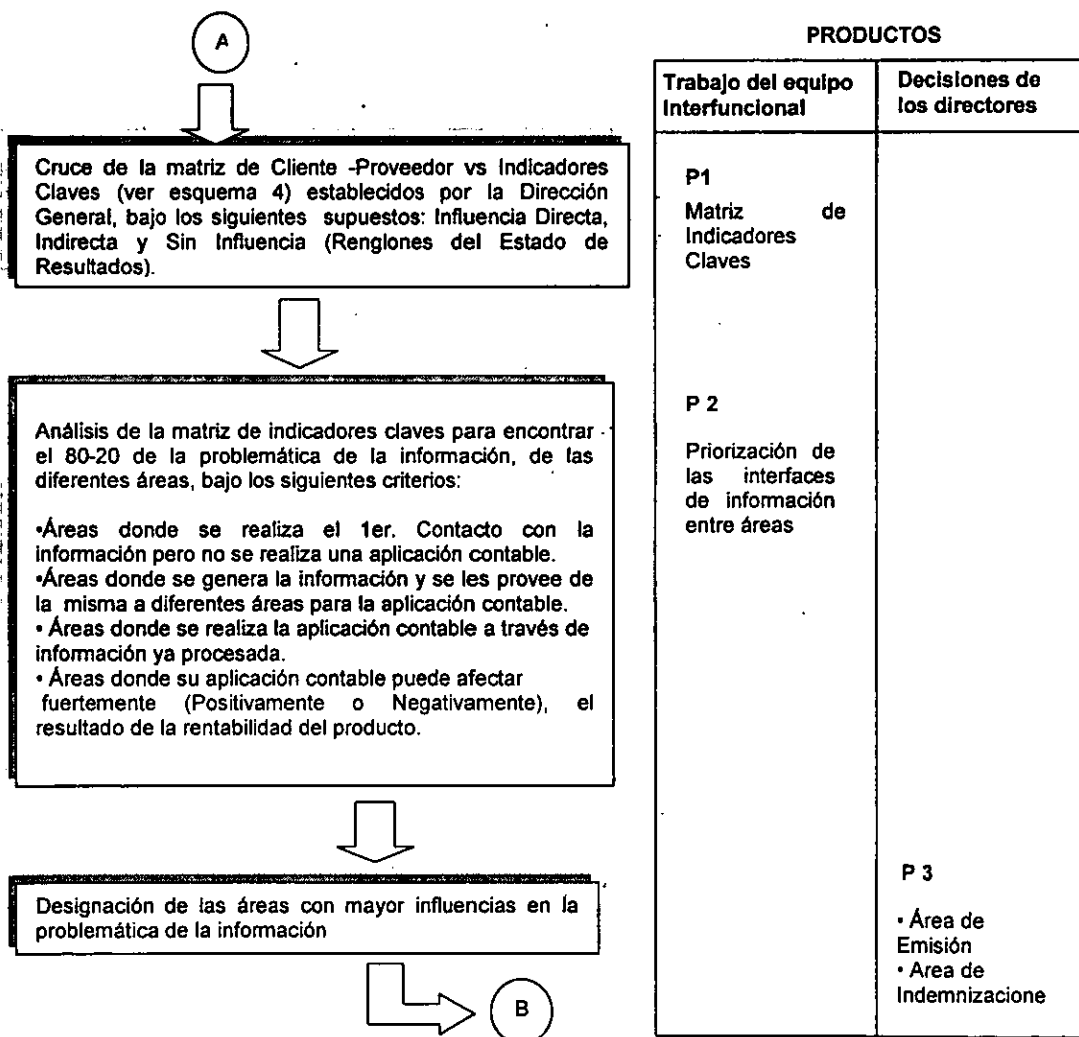 A
Cruce de la matriz de Cliente -Proveedor vs Indicadores
Claves (ver esquema 4) establecidos por la Dirección
General, bajo los siguientes supuestos: Influencia Directa,
Indirecta y Sin Influencia (Renglones del Estado de
Resultados).
Análisis de la matriz de indicadores claves para encontrar
el 80-20 de la problemática de la información, de las
diferentes áreas, bajo los siguientes criterios:
•Áreas donde se realiza el 1er. Contacto con la
información pero no se realiza una aplicación contable.
•Áreas donde se genera la información y se les provee de
la misma a diferentes áreas para la aplicación contable.
• Áreas donde se realiza la aplicación contable a través de
información ya procesada.
• Áreas donde su aplicación contable puede afectar
fuertemente (Positivamente o Negativamente), el
resultado de la rentabilidad del producto.
Designación de las áreas con mayor influencias en la
problemática de la información
B
PRODUCTOS
Trabajo del equipo
Interfuncional
Decisiones de
los directores
P1
Matriz de
Indicadores
Claves
P 2
Priorización de
las interfaces
de información
entre áreas
P 3
• Área de
Emisión
• Area de
Indemnizacione